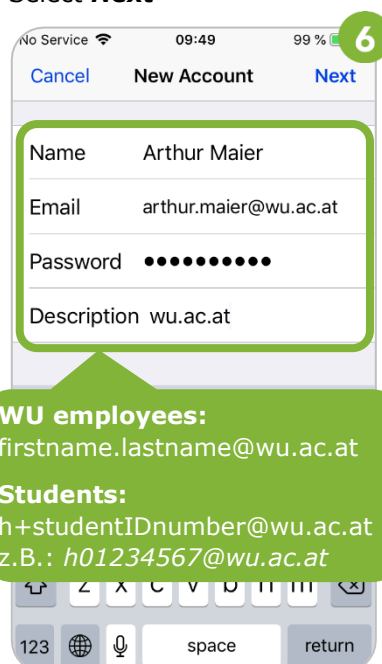 Select Next
No Service 09:49 99 % 6
Cancel New Account Next
Name Arthur Maier
Email arthur.maier@wu.ac.at
Password ●●●●●●●●●●
Description wu.ac.at
WU employees:
firstname.lastname@wu.ac.at
Students:
h+studentIDnumber@wu.ac.at
z.B.: h01234567@wu.ac.at
z x c v b n m
123 space return